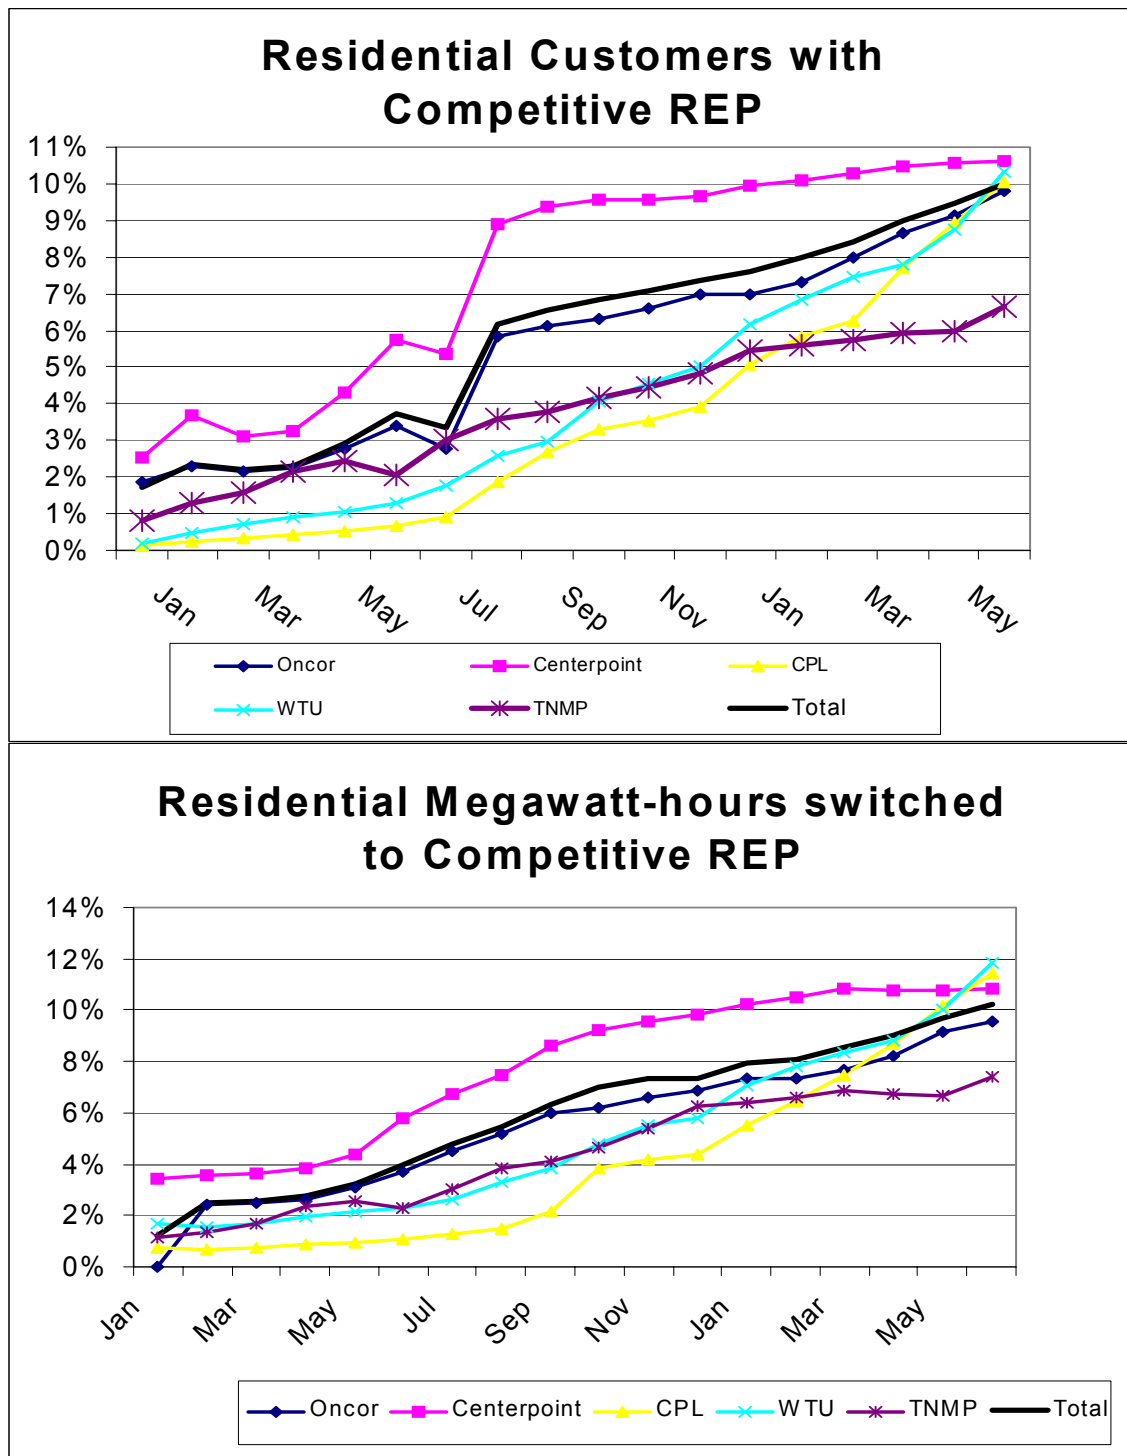 Residential Customers with
Competitive REP
11%
10%
9%
8%
7%
6%
5%
4%
3%
2%
1%
0%
Jan Mar May Jul Sep Nov Jan Mar May
Oncor Centerpoint CPL
WTU TNMP Total
Residential Megawatt-hours switched
to Competitive REP
14%
12%
10%
8%
6%
4%
2%
0%
Jan Mar May Jul Sep Nov Jan Mar May
Oncor Centerpoint CPL WTU TNMP Total